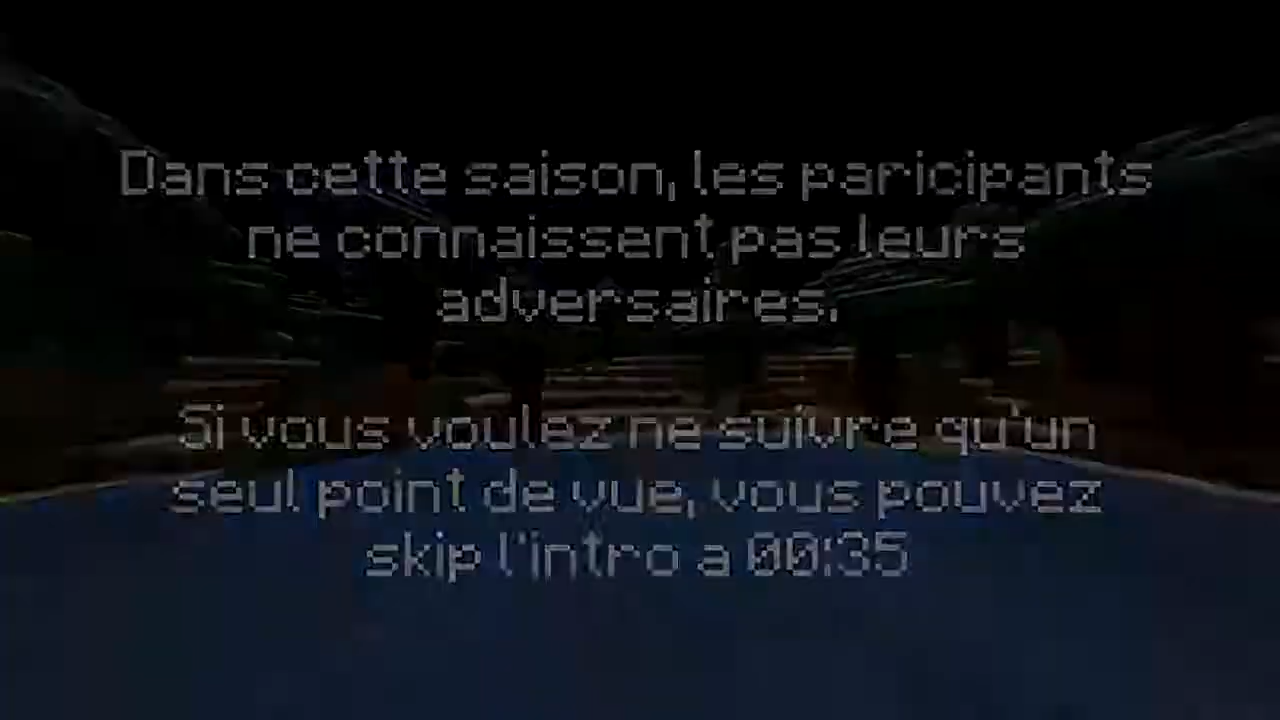 Dans cette saison, les paricipants
ne connaissent pas leurs
adversaires.
Si vous voulez ne suivre qu'un
seul point de vue, vous pouvez
skip l'intro a 00:35